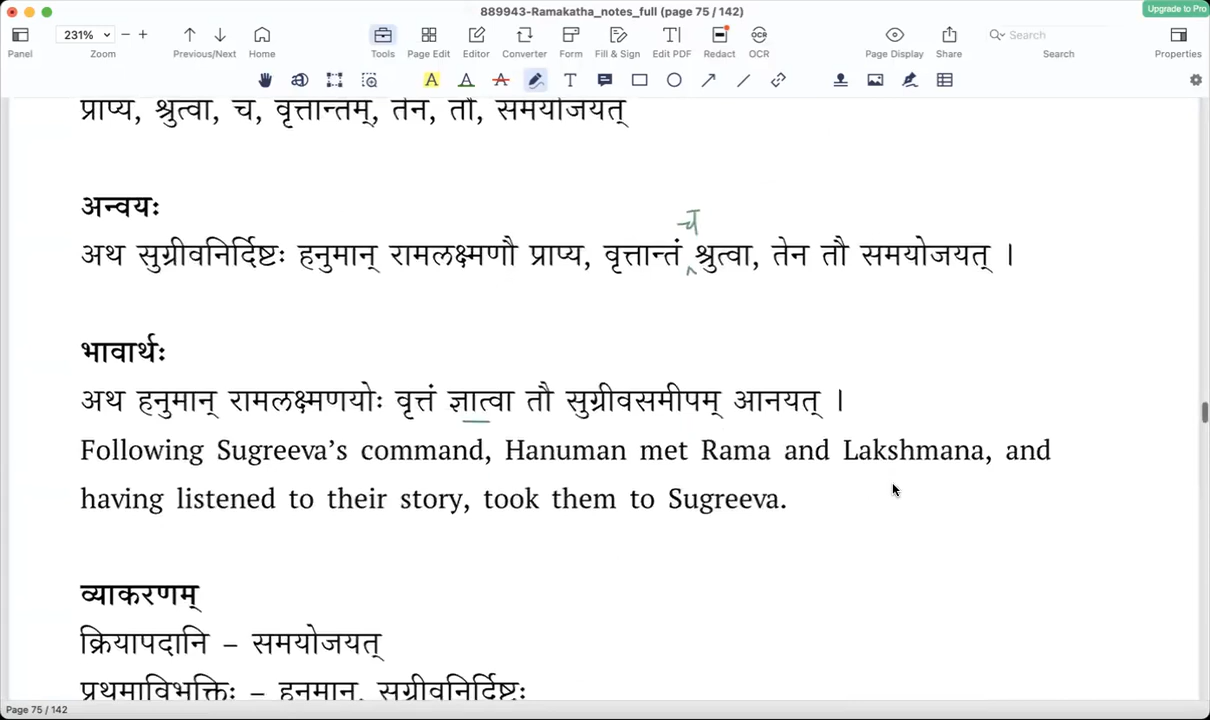 889943-Ramakatha_notes_full (page 75 / 142)
Upgrade to Pro
231%
Panel Zoom Previous/Next Home Tools Page Edit Editor Converter Form Fill & Sign Edit PDF Redact OCR Page Display Share Search Search Properties
प्राप्य, श्रुत्वा, च, वृत्तान्तम्, तेन, तौ, समयोजयत्
अन्वयः
च
अथ सुग्रीवनिर्दिष्टः हनुमान् रामलक्ष्मणौ प्राप्य, वृत्तान्तं श्रुत्वा, तेन तौ समयोजयत् ।
भावार्थः
अथ हनुमान् रामलक्ष्मणयोः वृत्तं ज्ञात्वा तौ सुग्रीवसमीपम् आनयत् ।
Following Sugreeva’s command, Hanuman met Rama and Lakshmana, and
having listened to their story, took them to Sugreeva.
व्याकरणम्
क्रियापदानि – समयोजयत्
प्रथमाविभक्तिः – हनुमान्, सुग्रीवनिर्दिष्टः
Page 75 / 142